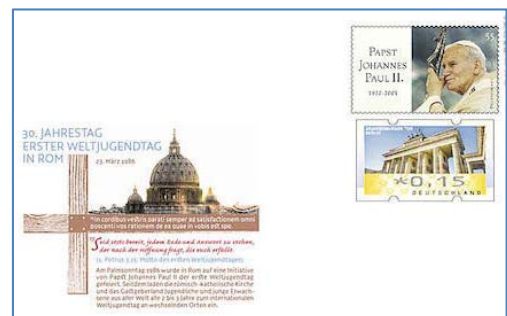 55
PAPST
JOHANNES
PAUL II.
1920-2005
BRANDENBURGER TOR
BERLIN
*0,15
DEUTSCHLAND
30. JAHRESTAG
ERSTER WELTJUGENDTAG
IN ROM
23. März 1986
"In cordibus vestris parati semper ad satisfactionem omni
poscenti vos rationem de ea quae in vobis est spe.
"Seid stets bereit, jedem Rede und Antwort zu stehen,
der nach der Hoffnung fragt, die euch erfüllt.
(1. Petrus 3,15: Motto des ersten Weltjugendtages)
Am Palmsonntag 1986 wurde in Rom auf eine Initiative
von Papst Johannes Paul II der erste Weltjugendtag
gefeiert. Seitdem laden die römisch-katholische Kirche
und das Gastgeberland Jugendliche und junge Erwach-
sene aus aller Welt alle 2 bis 3 Jahre zum internationalen
Weltjugendtag an wechselnden Orten ein.